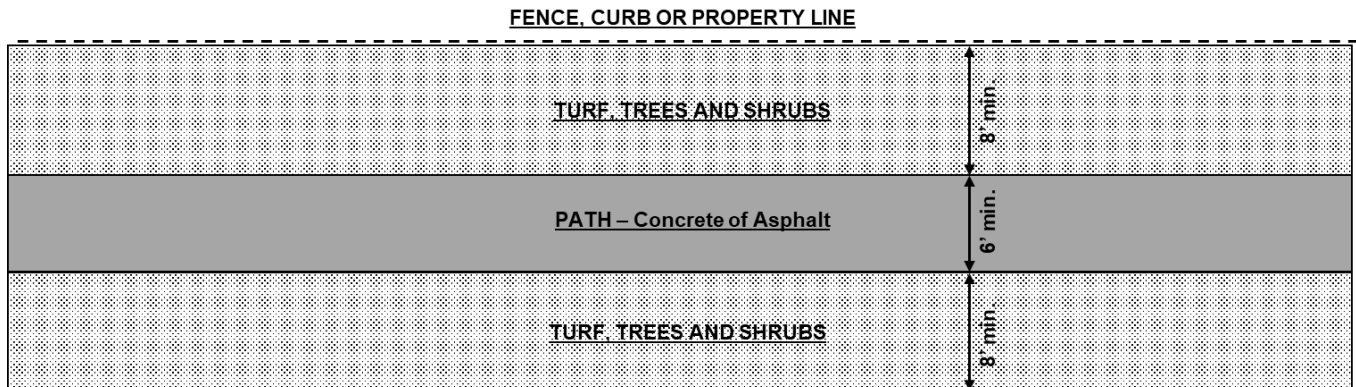 FENCE, CURB OR PROPERTY LINE
TURF, TREES AND SHRUBS
8' min.
PATH – Concrete of Asphalt
6' min.
TURF, TREES AND SHRUBS
8' min.